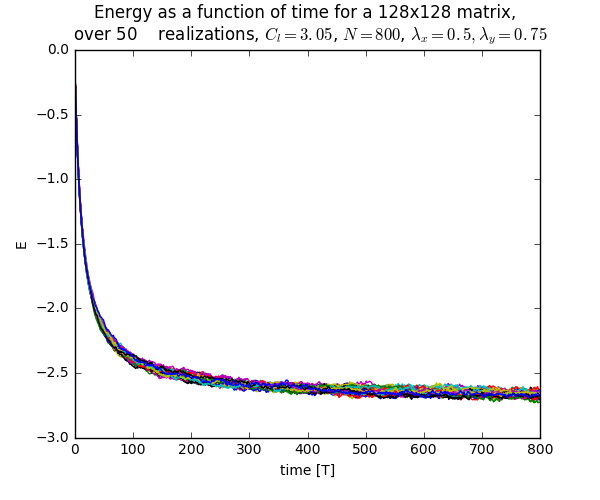 Energy as a function of time for a 128x128 matrix,
over 50    realizations, $C_l = 3.05$, $N = 800$, $\lambda_x = 0.5, \lambda_y = 0.75$
0.0
−0.5
−1.0
−1.5
−2.0
−2.5
−3.0
E
0 100 200 300 400 500 600 700 800
time [T]